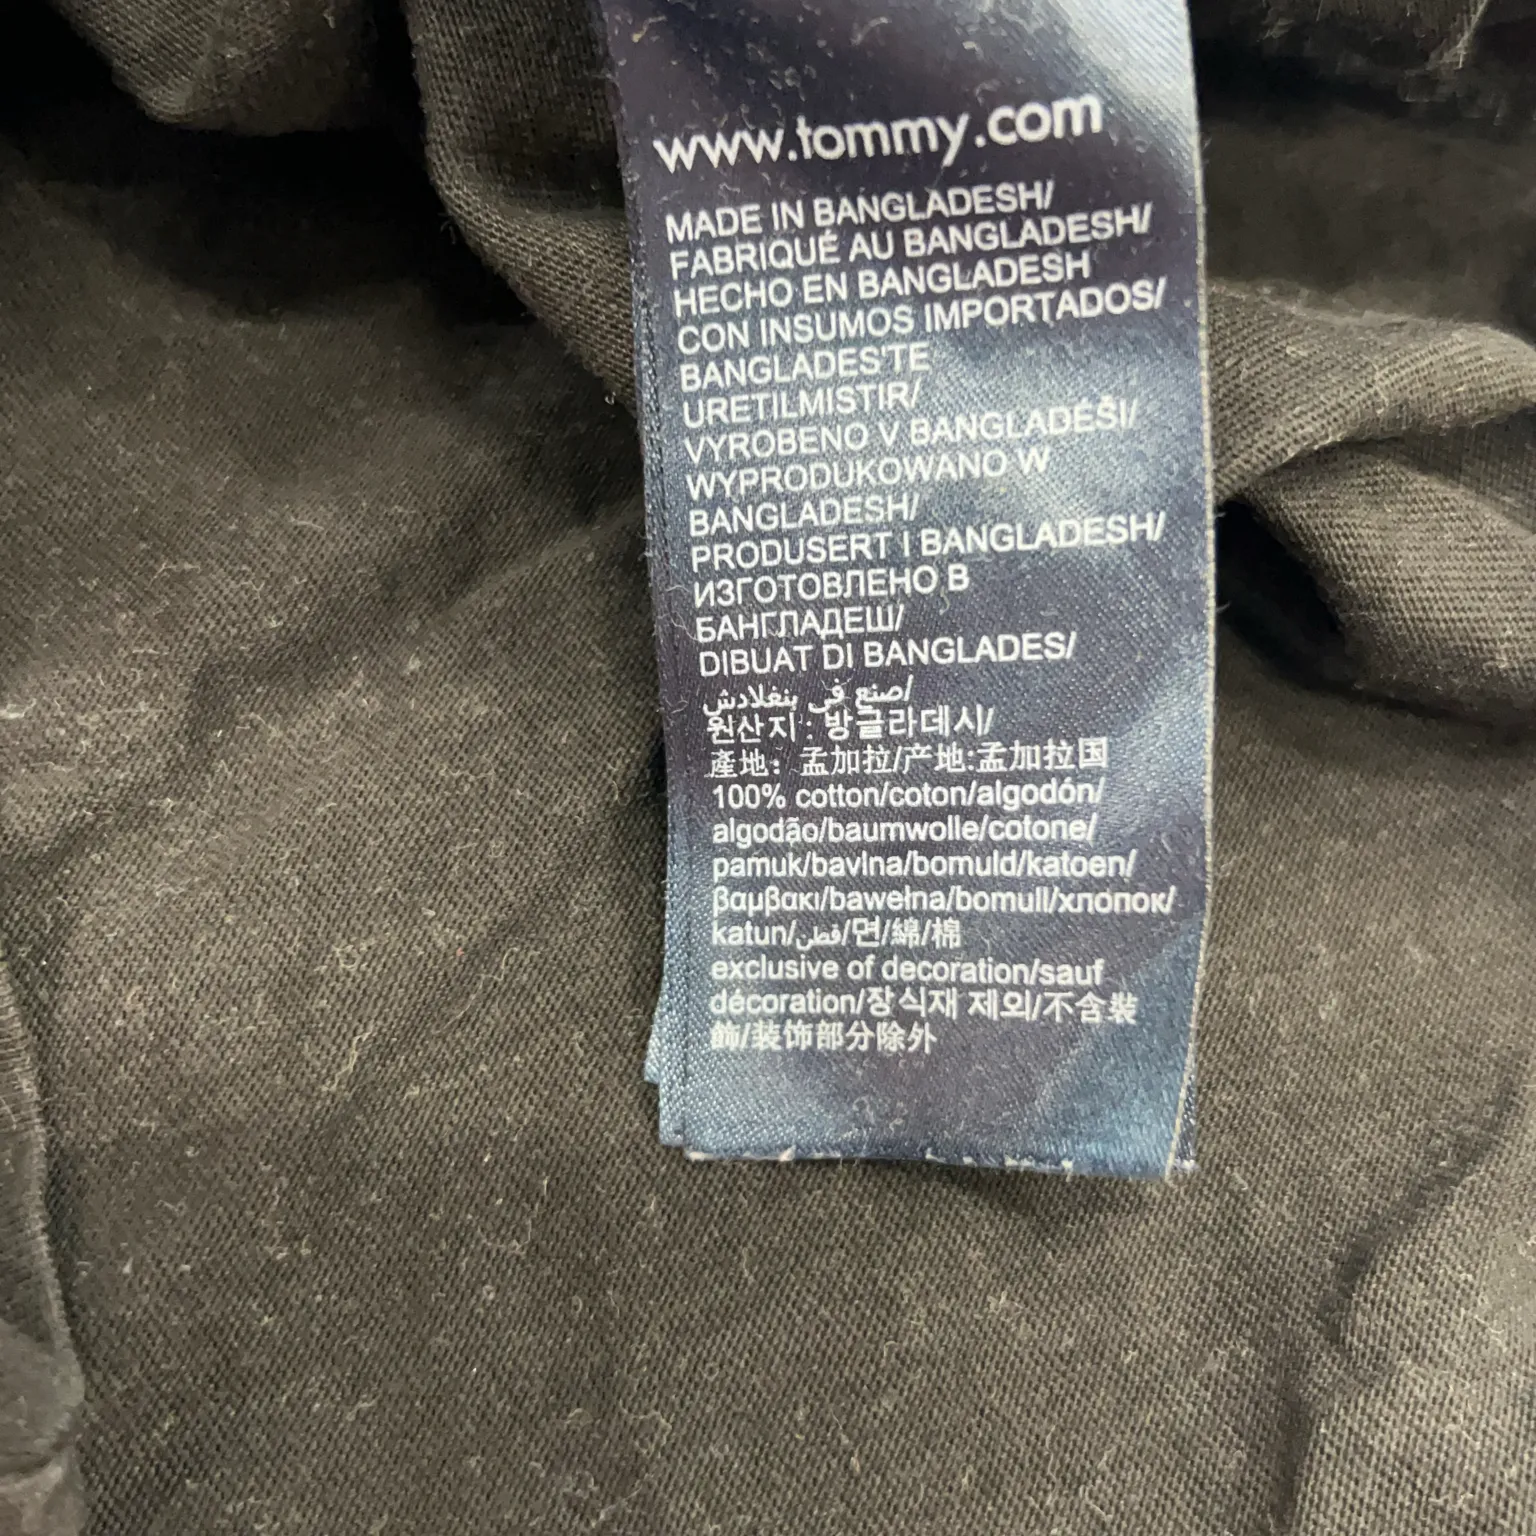 www.tommy.com
MADE IN BANGLADESH/
FABRIQUÉ AU BANGLADESH/
HECHO EN BANGLADESH
CON INSUMOS IMPORTADOS/
BANGLADES'TE
URETILMISTIR/
VYROBENO V BANGLADÉŠI/
WYPRODUKOWANO W
BANGLADESH/
PRODUSERT I BANGLADESH/
ИЗГОТОВЛЕНО В
БАНГЛАДЕШ/
DIBUAT DI BANGLADES/
صنع في بنغلادش/
원산지 : 방글라데시/
產地：孟加拉/产地:孟加拉国
100% cotton/coton/algodón/
algodão/baumwolle/cotone/
pamuk/bavlna/bomuld/katoen/
βαμβακι/bawełna/bomull/хлопок/
katun/قطن/면/綿/棉
exclusive of decoration/sauf
décoration/장식재 제외/不含裝
飾/装饰部分除外